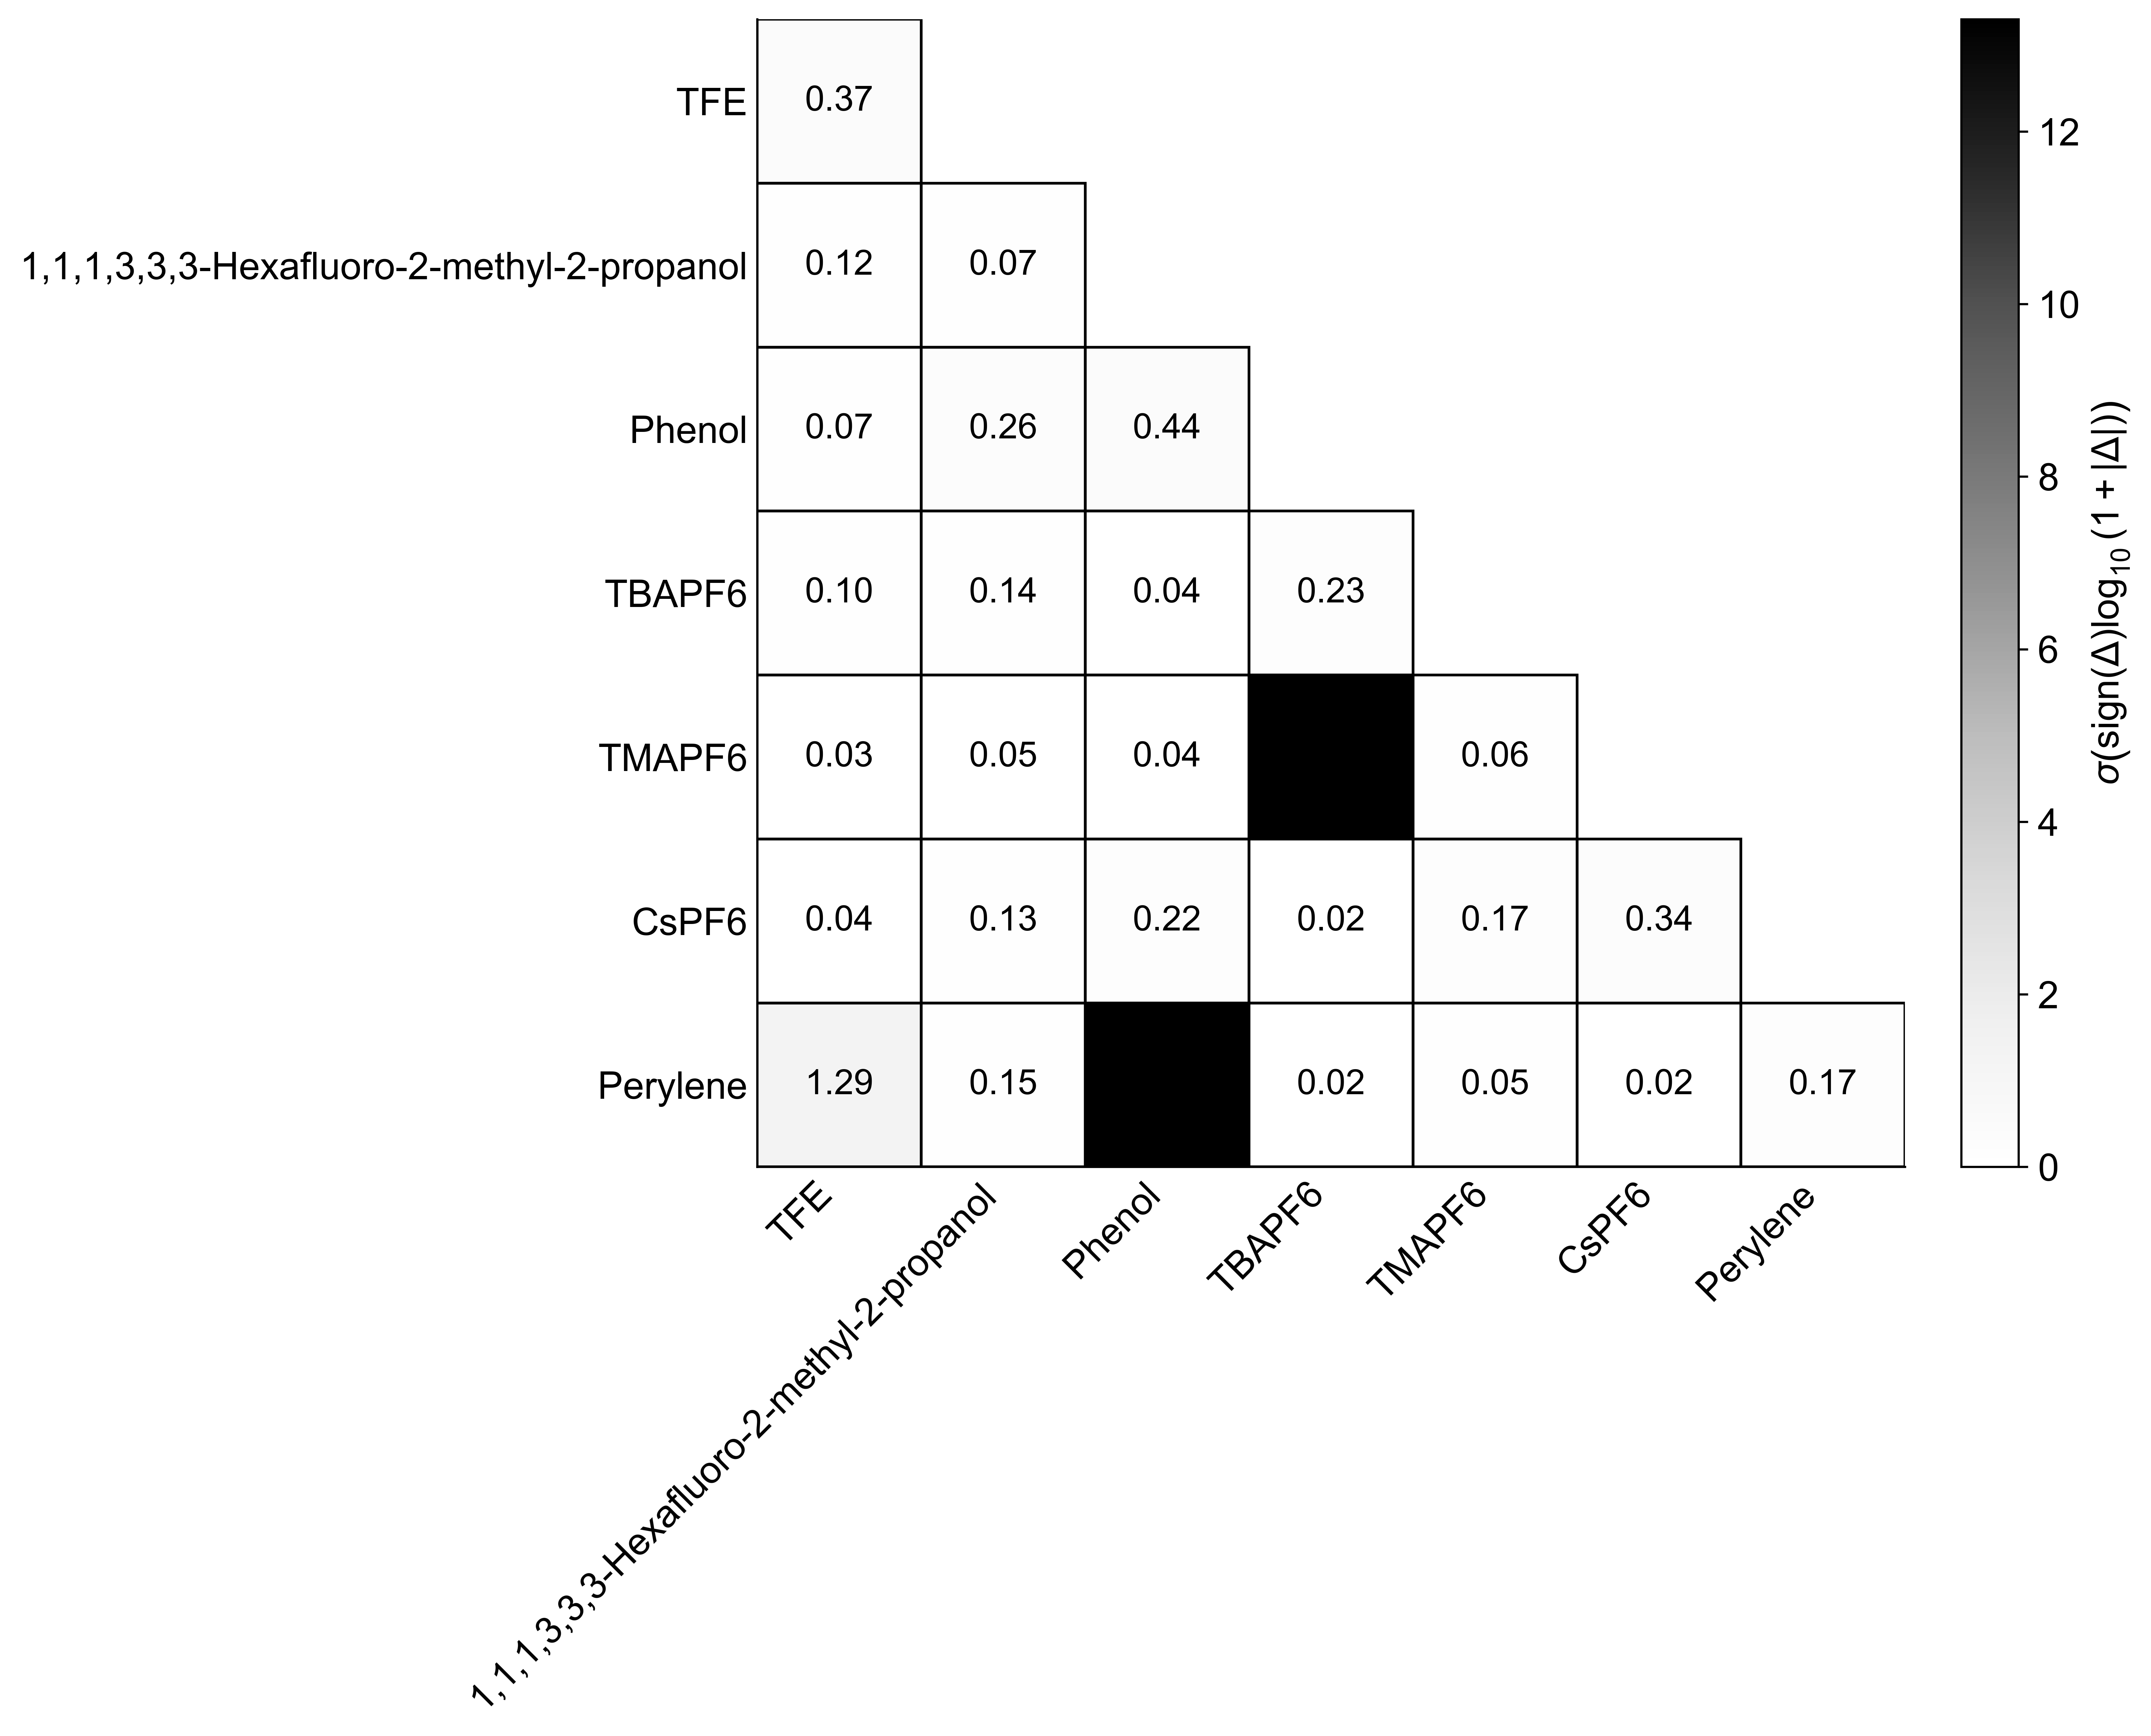 TFE 0.37
1,1,1,3,3,3-Hexafluoro-2-methyl-2-propanol 0.12 0.07
Phenol 0.07 0.26 0.44
TBAPF6 0.10 0.14 0.04 0.23
TMAPF6 0.03 0.05 0.04 0.06
CsPF6 0.04 0.13 0.22 0.02 0.17 0.34
Perylene 1.29 0.15 0.02 0.05 0.02 0.17
TFE
1,1,1,3,3,3-Hexafluoro-2-methyl-2-propanol
Phenol
TBAPF6
TMAPF6
CsPF6
Perylene
12
10
8
6
4
2
0
σ(sign(Δ)log₁₀ (1 + |Δ|))